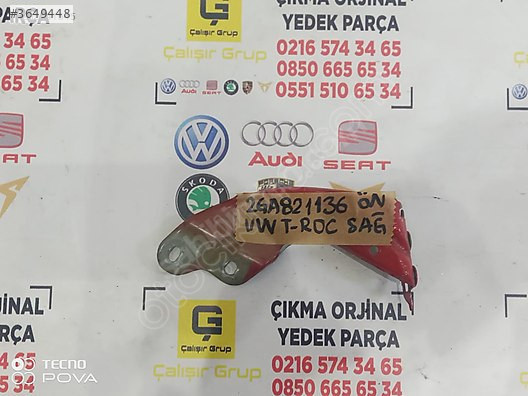 #3649448
ÇIKMA ORJİNAL
YEDEK PARÇA
34 65
65 34
65 34
Çalışır Grup
0216 574 34 65
0850 665 65 34
0551 510 65 34
SEAT
Audi
SEAT
SKODA
2GA821136 ÖN
VW T-ROC SAĞ
ORJİNAL
PARÇA
G
Çalışır Grup
ÇIKMA ORJİNAL
YEDEK PARÇA
0216 574 34 65
0850 665 65 34
TECNO
POVA